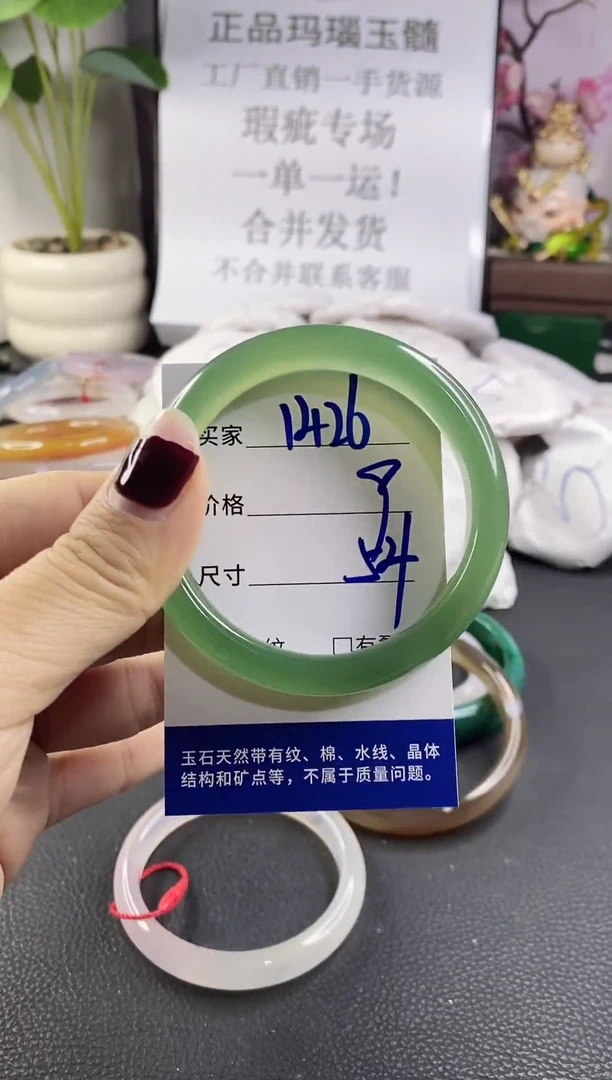 正品玛瑙玉髓
工厂直销一手货源
瑕疵专场
一单一运！
合并发货
不合并联系客服
买家 1426
价格
尺寸 54
纹 □有
玉石天然带有纹、棉、水线、晶体
结构和矿点等，不属于质量问题。